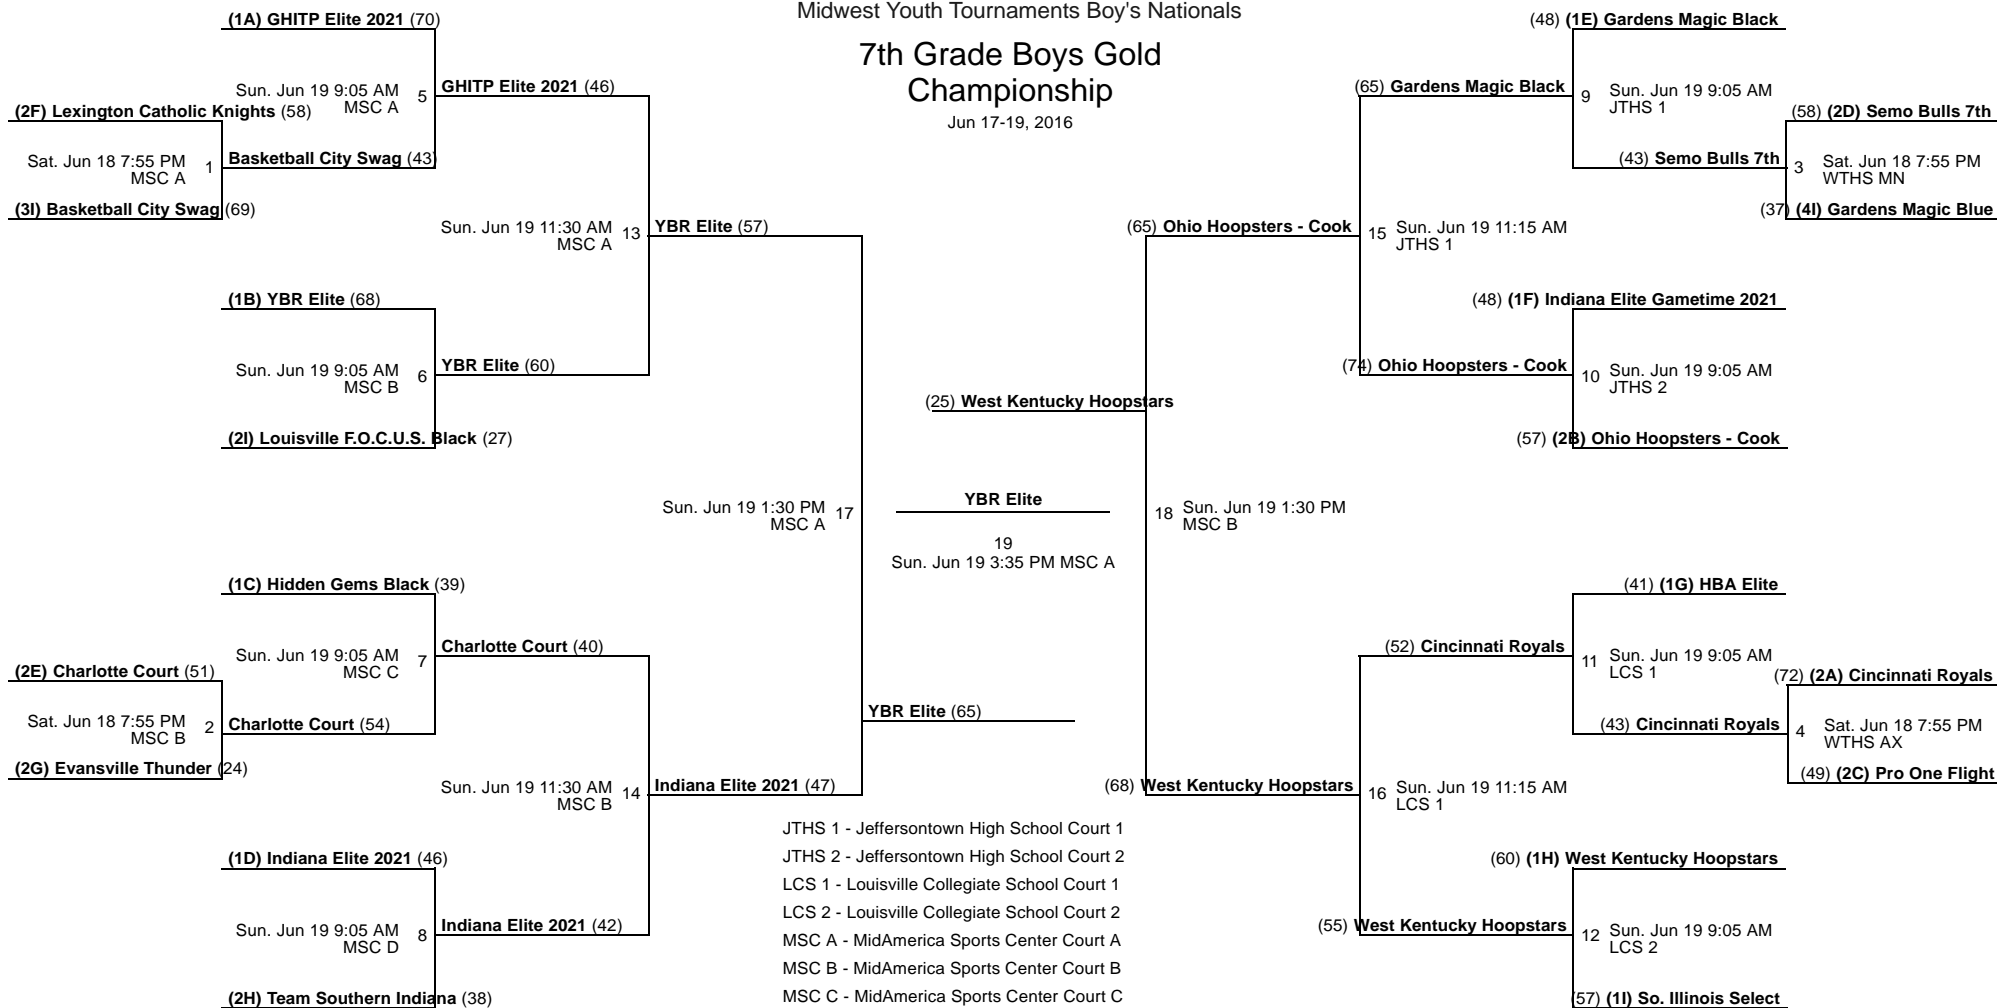 Midwest Youth Tournaments Boy's Nationals
7th Grade Boys Gold
Championship
Jun 17-19, 2016
(1A) GHITP Elite 2021 (70)
Sun. Jun 19 9:05 AM
MSC A
5
GHITP Elite 2021 (46)
(2F) Lexington Catholic Knights (58)
Sat. Jun 18 7:55 PM
MSC A
1
Basketball City Swag (43)
(3I) Basketball City Swag (69)
Sun. Jun 19 11:30 AM
MSC A
13
YBR Elite (57)
(1B) YBR Elite (68)
Sun. Jun 19 9:05 AM
MSC B
6
YBR Elite (60)
(2I) Louisville F.O.C.U.S. Black (27)
Sun. Jun 19 1:30 PM
MSC A
17
(1C) Hidden Gems Black (39)
Sun. Jun 19 9:05 AM
MSC C
7
Charlotte Court (40)
(2E) Charlotte Court (51)
Sat. Jun 18 7:55 PM
MSC B
2
Charlotte Court (54)
(2G) Evansville Thunder (24)
Sun. Jun 19 11:30 AM
MSC B
14
Indiana Elite 2021 (47)
(1D) Indiana Elite 2021 (46)
Sun. Jun 19 9:05 AM
MSC D
8
Indiana Elite 2021 (42)
(2H) Team Southern Indiana (38)
(25) West Kentucky Hoopstars
YBR Elite
19
Sun. Jun 19 3:35 PM MSC A
YBR Elite (65)
(48) (1E) Gardens Magic Black
(65) Gardens Magic Black
9
Sun. Jun 19 9:05 AM
JTHS 1
(58) (2D) Semo Bulls 7th
(43) Semo Bulls 7th
3
Sat. Jun 18 7:55 PM
WTHS MN
(37) (4I) Gardens Magic Blue
(65) Ohio Hoopsters - Cook
15
Sun. Jun 19 11:15 AM
JTHS 1
(48) (1F) Indiana Elite Gametime 2021
(74) Ohio Hoopsters - Cook
10
Sun. Jun 19 9:05 AM
JTHS 2
(57) (2B) Ohio Hoopsters - Cook
18
Sun. Jun 19 1:30 PM
MSC B
(41) (1G) HBA Elite
(52) Cincinnati Royals
11
Sun. Jun 19 9:05 AM
LCS 1
(72) (2A) Cincinnati Royals
(43) Cincinnati Royals
4
Sat. Jun 18 7:55 PM
WTHS AX
(49) (2C) Pro One Flight
(68) West Kentucky Hoopstars
16
Sun. Jun 19 11:15 AM
LCS 1
(60) (1H) West Kentucky Hoopstars
(55) West Kentucky Hoopstars
12
Sun. Jun 19 9:05 AM
LCS 2
(57) (1I) So. Illinois Select
JTHS 1 - Jeffersontown High School Court 1
JTHS 2 - Jeffersontown High School Court 2
LCS 1 - Louisville Collegiate School Court 1
LCS 2 - Louisville Collegiate School Court 2
MSC A - MidAmerica Sports Center Court A
MSC B - MidAmerica Sports Center Court B
MSC C - MidAmerica Sports Center Court C